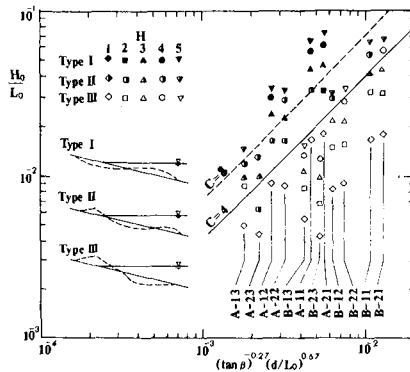 H
1 2 3 4 5
Type I
Type II
Type III
10⁻¹
H₀
L₀
10⁻²
10⁻³
Type I
Type II
Type III
C=8
C=4
A-13
A-23
A-12
A-22
B-13
A-11
B-23
A-21
B-12
B-22
B-11
B-21
10⁻⁴
10⁻³
10⁻²
(tan β)⁻⁰·²⁷ (d/L₀)⁰·⁶⁷